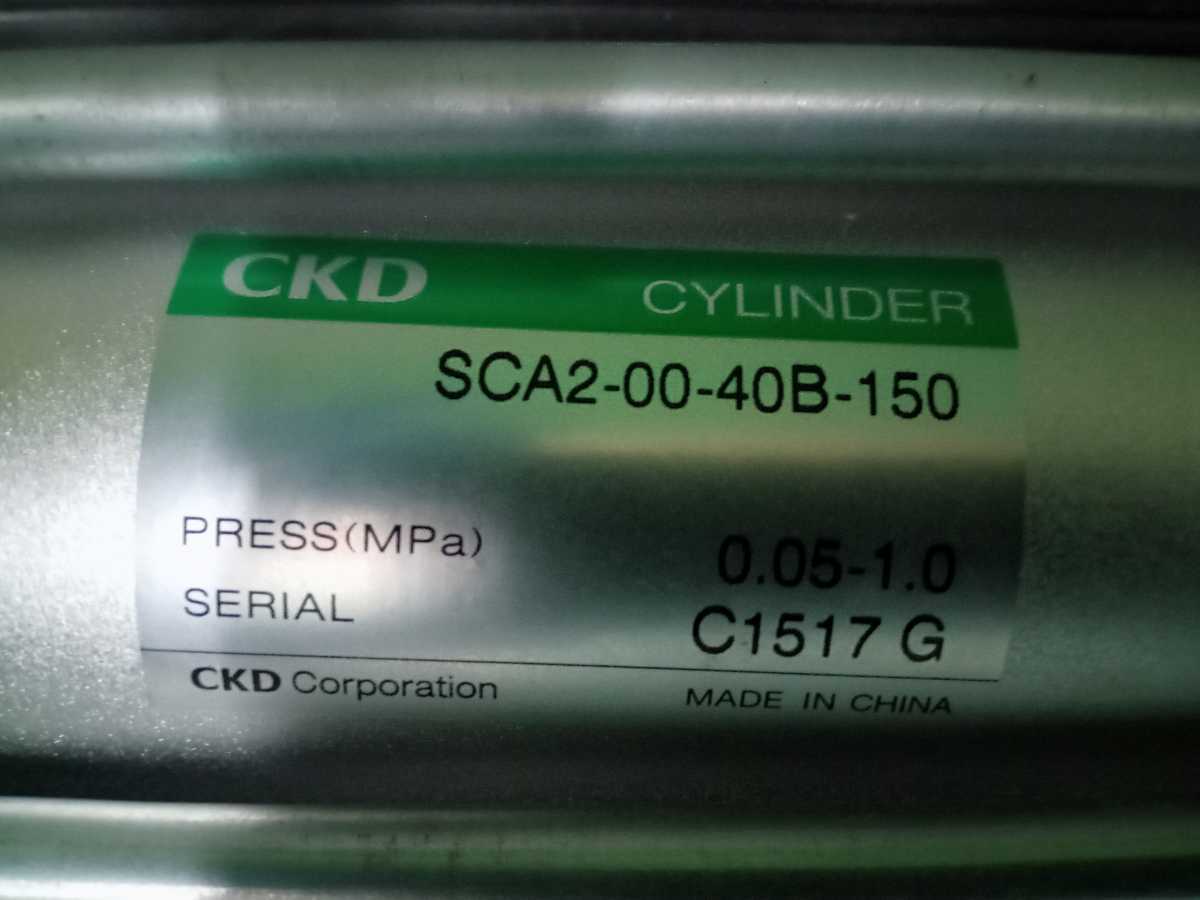 CKD CYLINDER
SCA2-00-40B-150
PRESS(MPa) 0.05-1.0
SERIAL C1517 G
CKD Corporation MADE IN CHINA